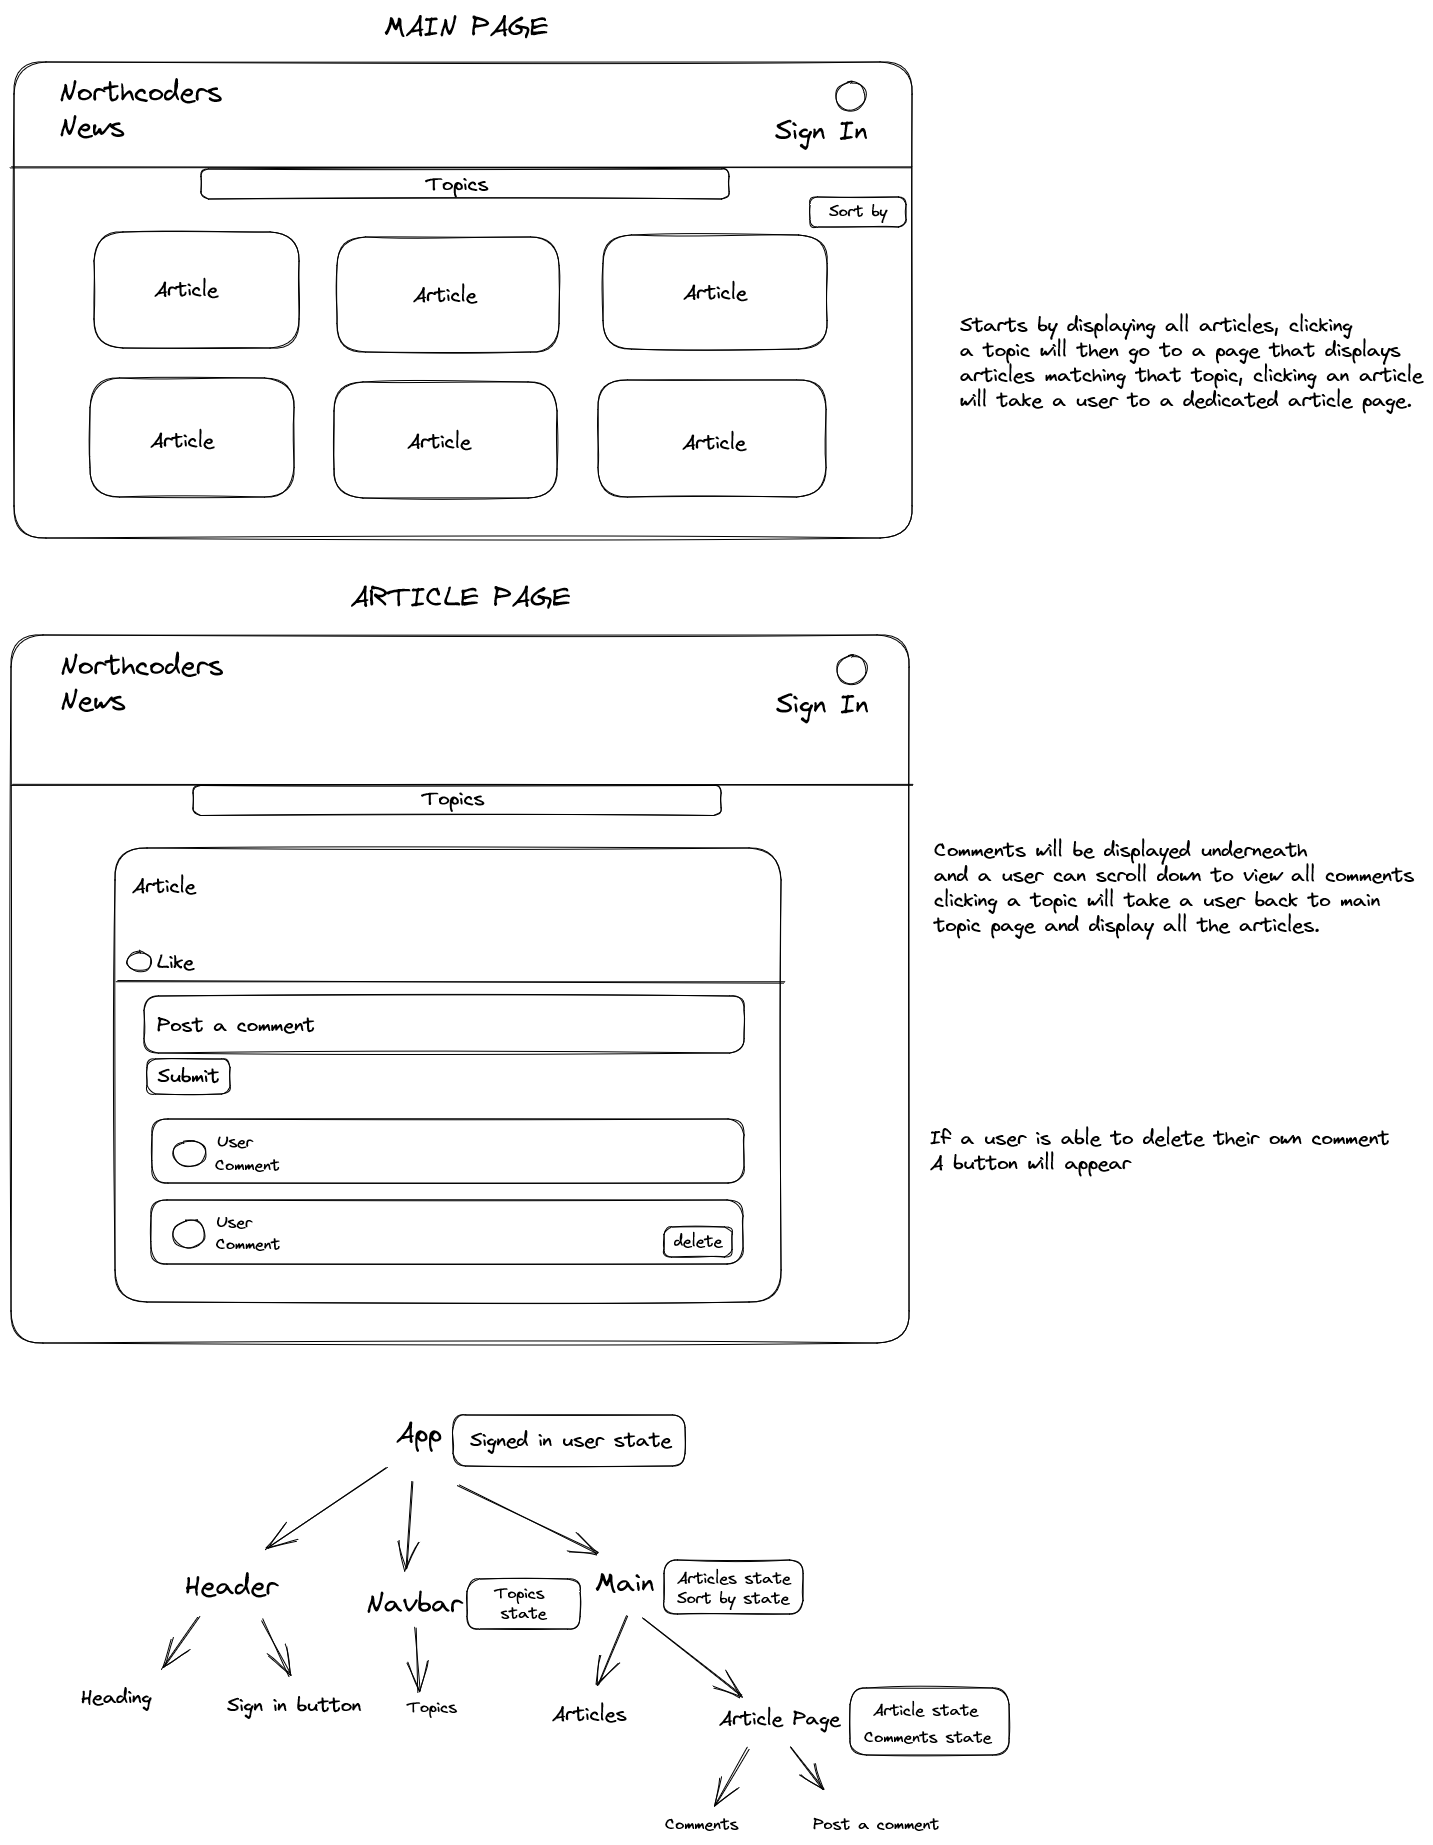 MAIN PAGE
Northcoders
News
Sign In
Topics
Sort by
Article
Article
Article
Article
Article
Article
Starts by displaying all articles, clicking
a topic will then go to a page that displays
articles matching that topic, clicking an article
will take a user to a dedicated article page.
ARTICLE PAGE
Northcoders
News
Sign In
Topics
Article
Like
Post a comment
Submit
User
Comment
User
Comment
delete
Comments will be displayed underneath
and a user can scroll down to view all comments
clicking a topic will take a user back to main
topic page and display all the articles.
If a user is able to delete their own comment
A button will appear
App
Signed in user state
Header
Navbar
Topics
state
Main
Articles state
Sort by state
Heading
Sign in button
Topics
Articles
Article Page
Article state
Comments state
Comments
Post a comment